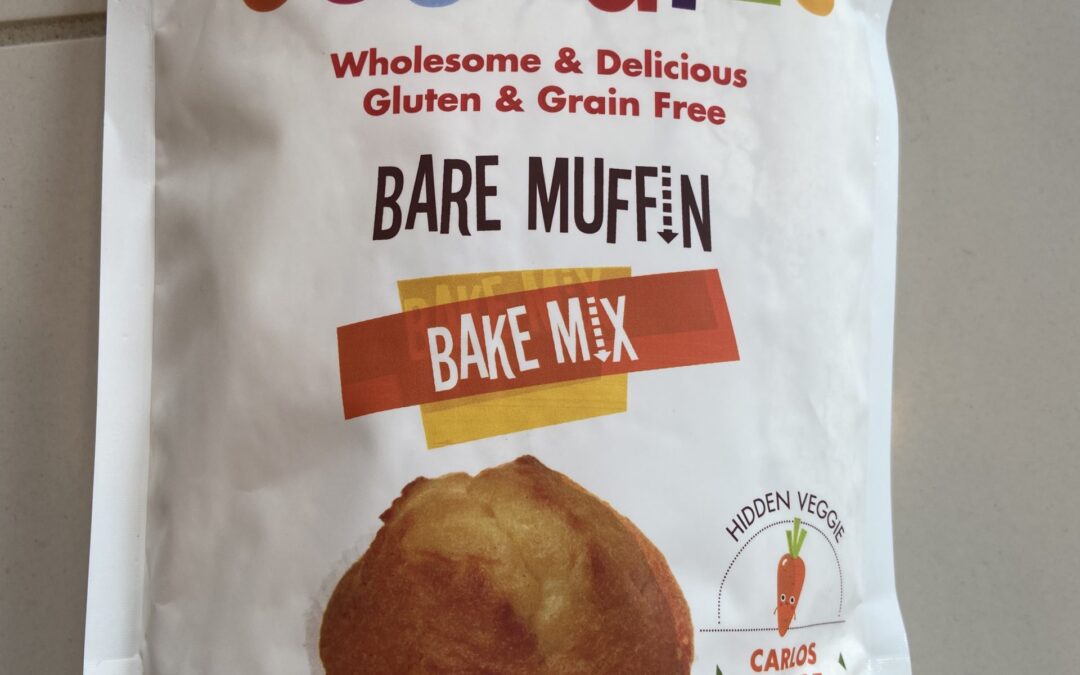 Wholesome & Delicious
Gluten & Grain Free
BARE MUFFIN
BAKE MIX
BAKE MIX
HIDDEN VEGGIE
CARLOS